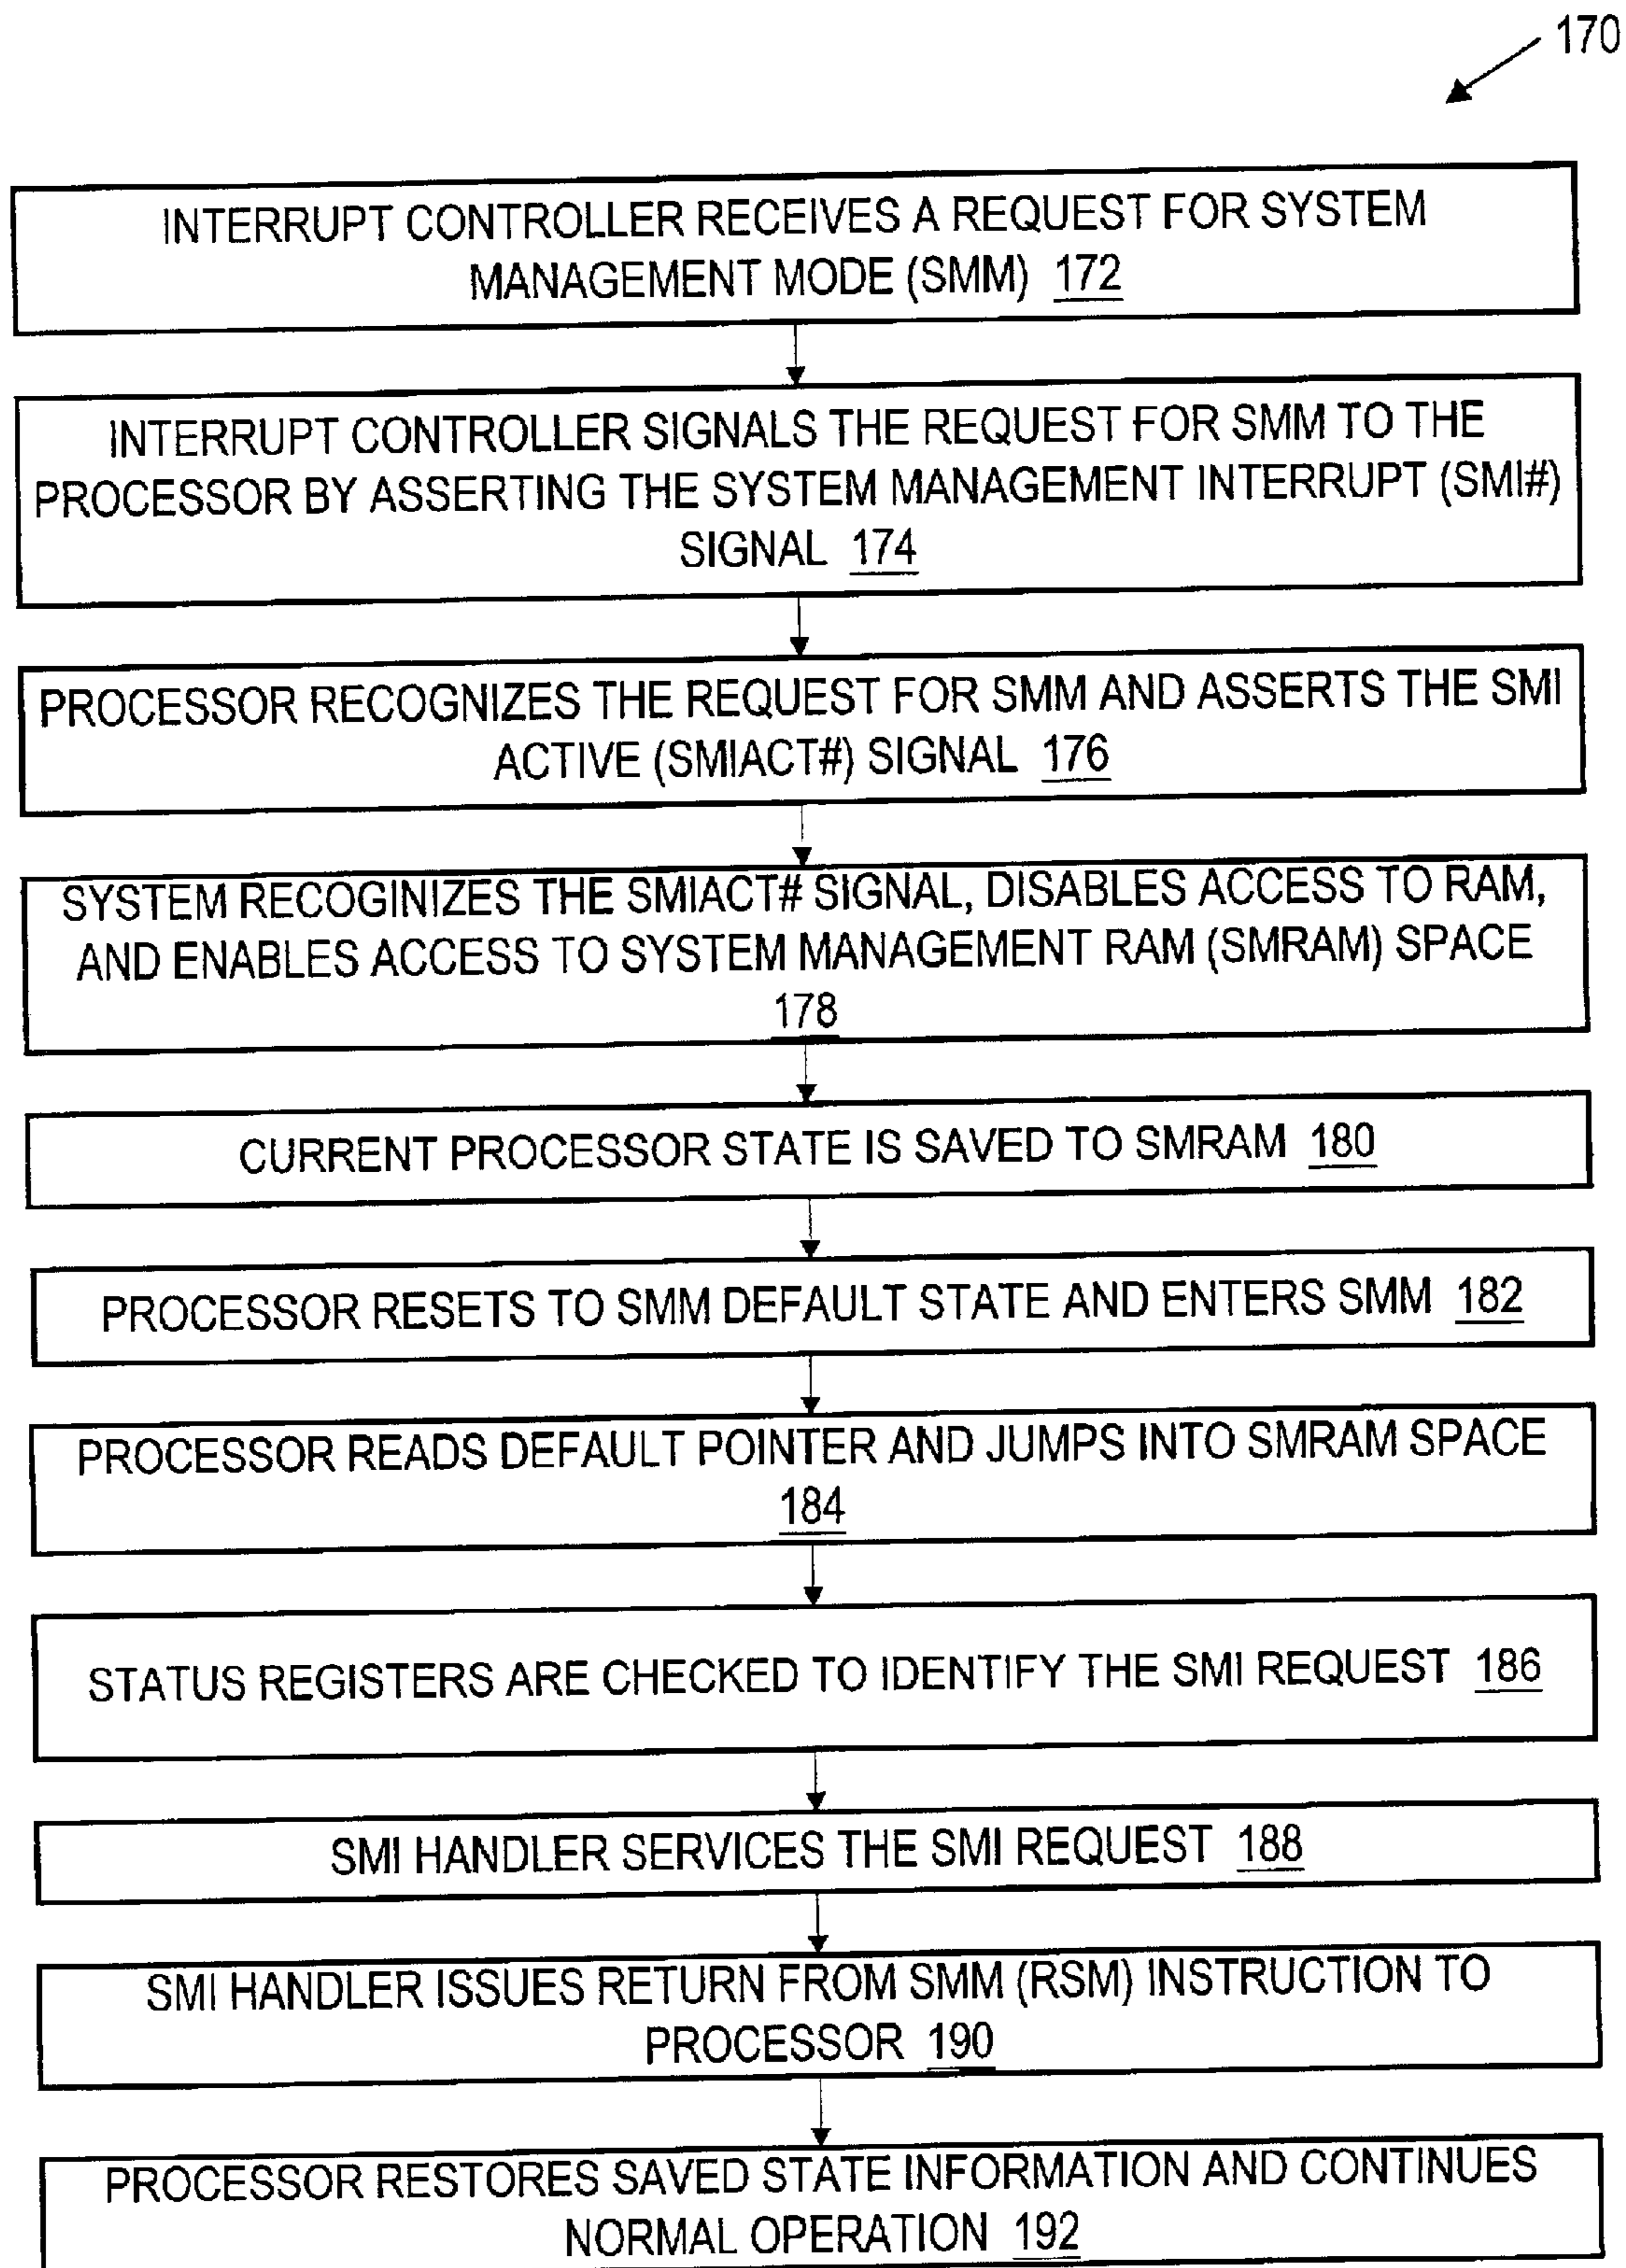 170
INTERRUPT CONTROLLER RECEIVES A REQUEST FOR SYSTEM
MANAGEMENT MODE (SMM) 172
INTERRUPT CONTROLLER SIGNALS THE REQUEST FOR SMM TO THE
PROCESSOR BY ASSERTING THE SYSTEM MANAGEMENT INTERRUPT (SMI#)
SIGNAL 174
PROCESSOR RECOGNIZES THE REQUEST FOR SMM AND ASSERTS THE SMI
ACTIVE (SMIACT#) SIGNAL 176
SYSTEM RECOGINIZES THE SMIACT# SIGNAL, DISABLES ACCESS TO RAM,
AND ENABLES ACCESS TO SYSTEM MANAGEMENT RAM (SMRAM) SPACE
178
CURRENT PROCESSOR STATE IS SAVED TO SMRAM 180
PROCESSOR RESETS TO SMM DEFAULT STATE AND ENTERS SMM 182
PROCESSOR READS DEFAULT POINTER AND JUMPS INTO SMRAM SPACE
184
STATUS REGISTERS ARE CHECKED TO IDENTIFY THE SMI REQUEST 186
SMI HANDLER SERVICES THE SMI REQUEST 188
SMI HANDLER ISSUES RETURN FROM SMM (RSM) INSTRUCTION TO
PROCESSOR 190
PROCESSOR RESTORES SAVED STATE INFORMATION AND CONTINUES
NORMAL OPERATION 192